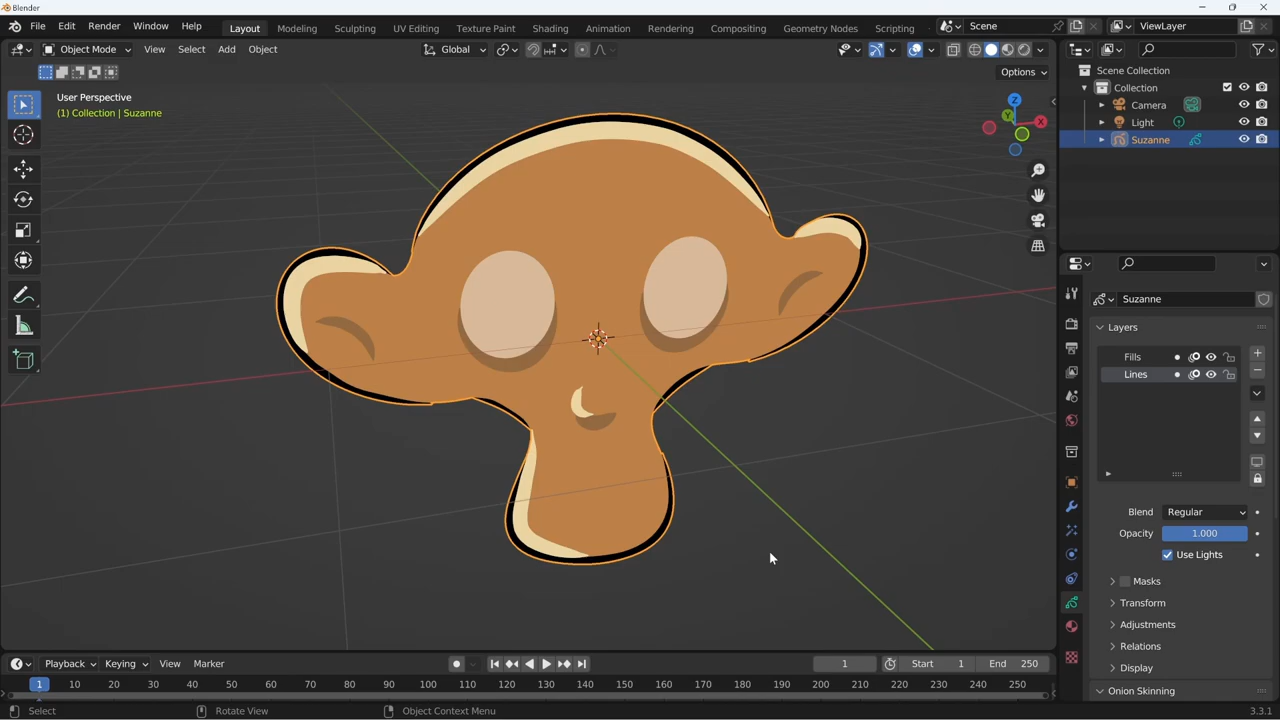 Blender
File Edit Render Window Help Layout Modeling Sculpting UV Editing Texture Paint Shading Animation Rendering Compositing Geometry Nodes Scripting Scene ViewLayer
Object Mode View Select Add Object Global
Options
User Perspective
(1) Collection | Suzanne
Z
Y
X
Scene Collection
Collection
Camera
Light
Suzanne
Suzanne
Layers
Fills
Lines
Blend Regular
Opacity 1.000
Use Lights
Masks
Transform
Adjustments
Relations
Display
Onion Skinning
Playback Keying View Marker 1 Start 1 End 250
1 10 20 30 40 50 60 70 80 90 100 110 120 130 140 150 160 170 180 190 200 210 220 230 240 250
Select Rotate View Object Context Menu 3.3.1